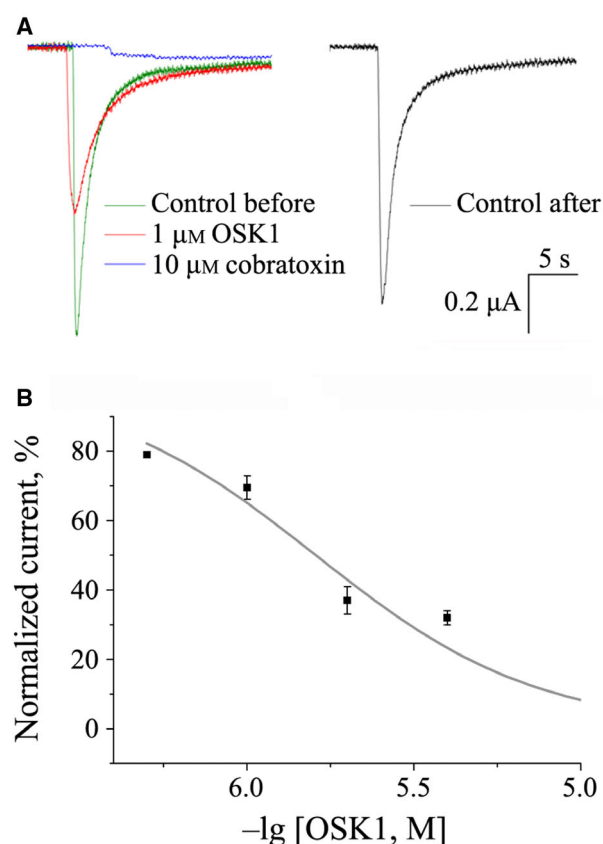 A
Control before
1 μM OSK1
10 μM cobratoxin
Control after
5 s
0.2 μA
B
Normalized current, %
80
60
40
20
0
6.0 5.5 5.0
–lg [OSK1, M]